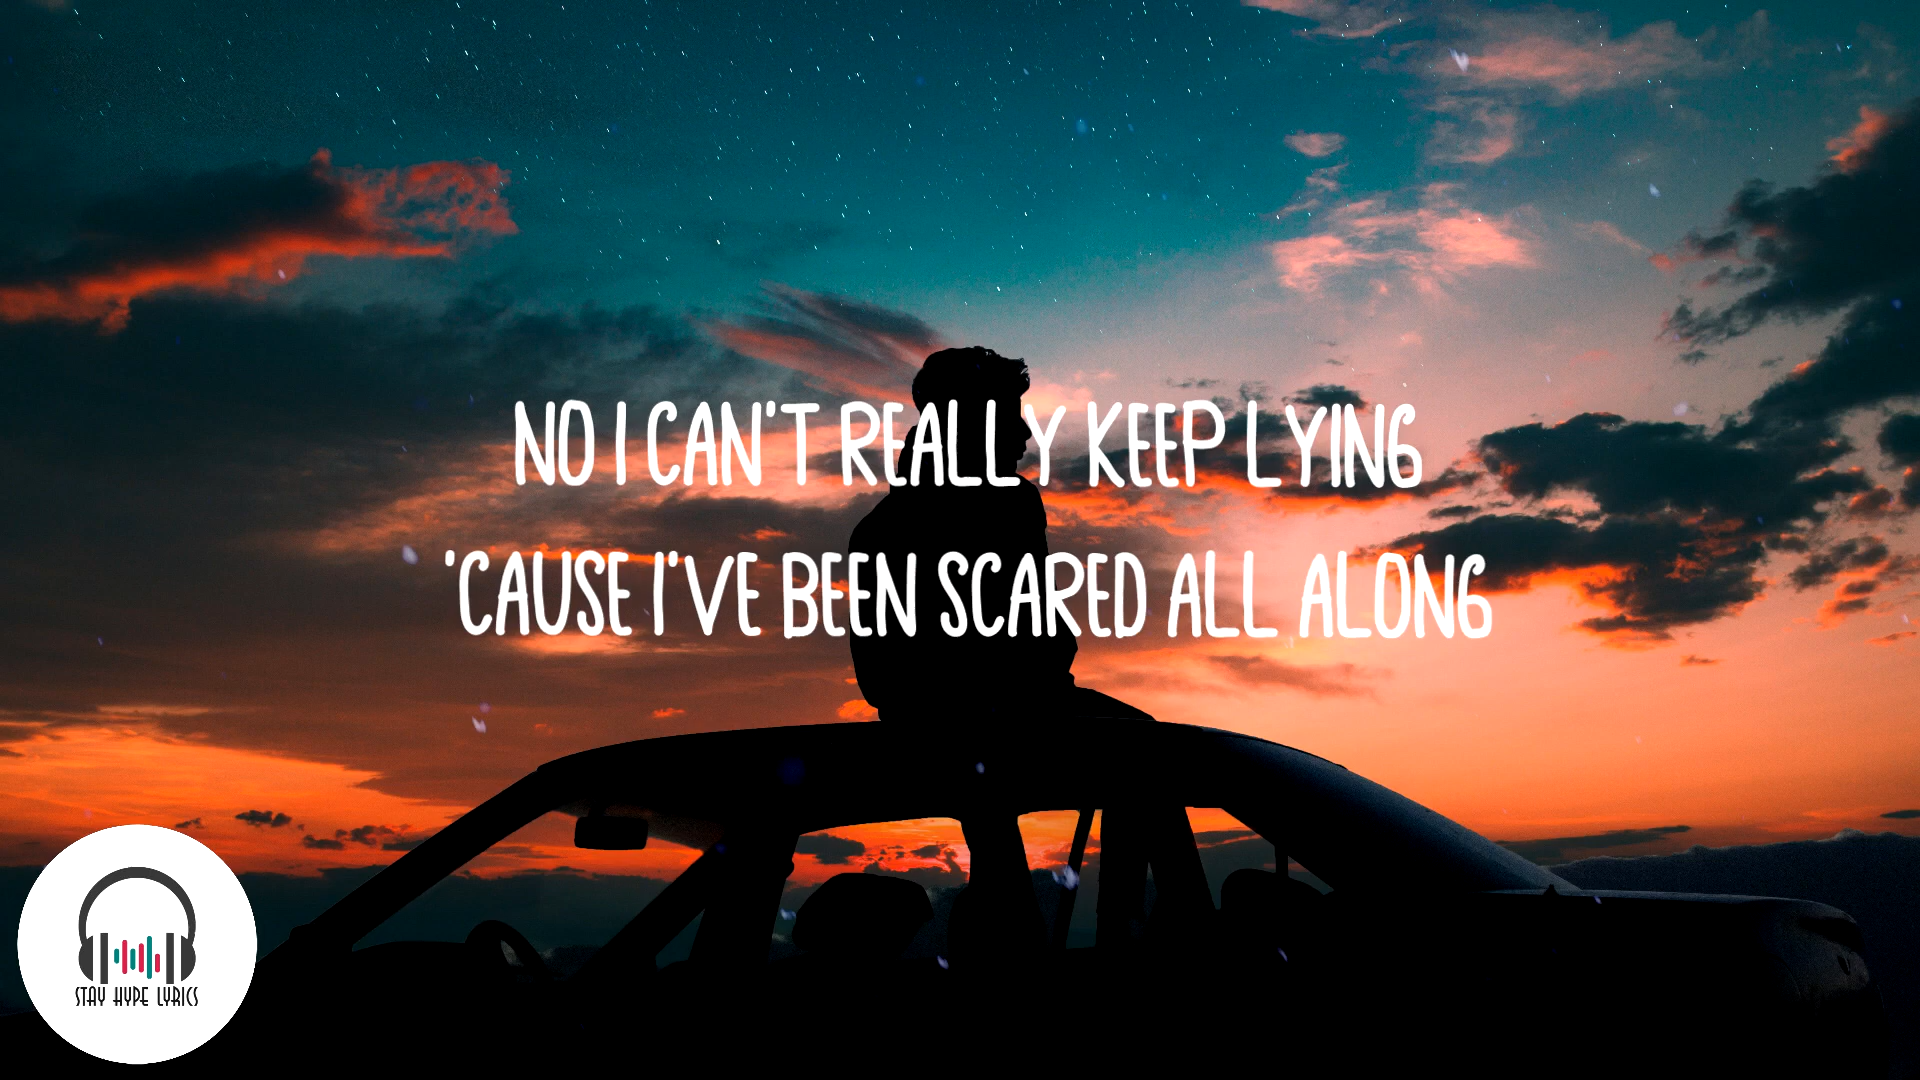 NO I CAN'T REALLY KEEP LYING
'CAUSE I'VE BEEN SCARED ALL ALONG
STAY HYPE LYRICS